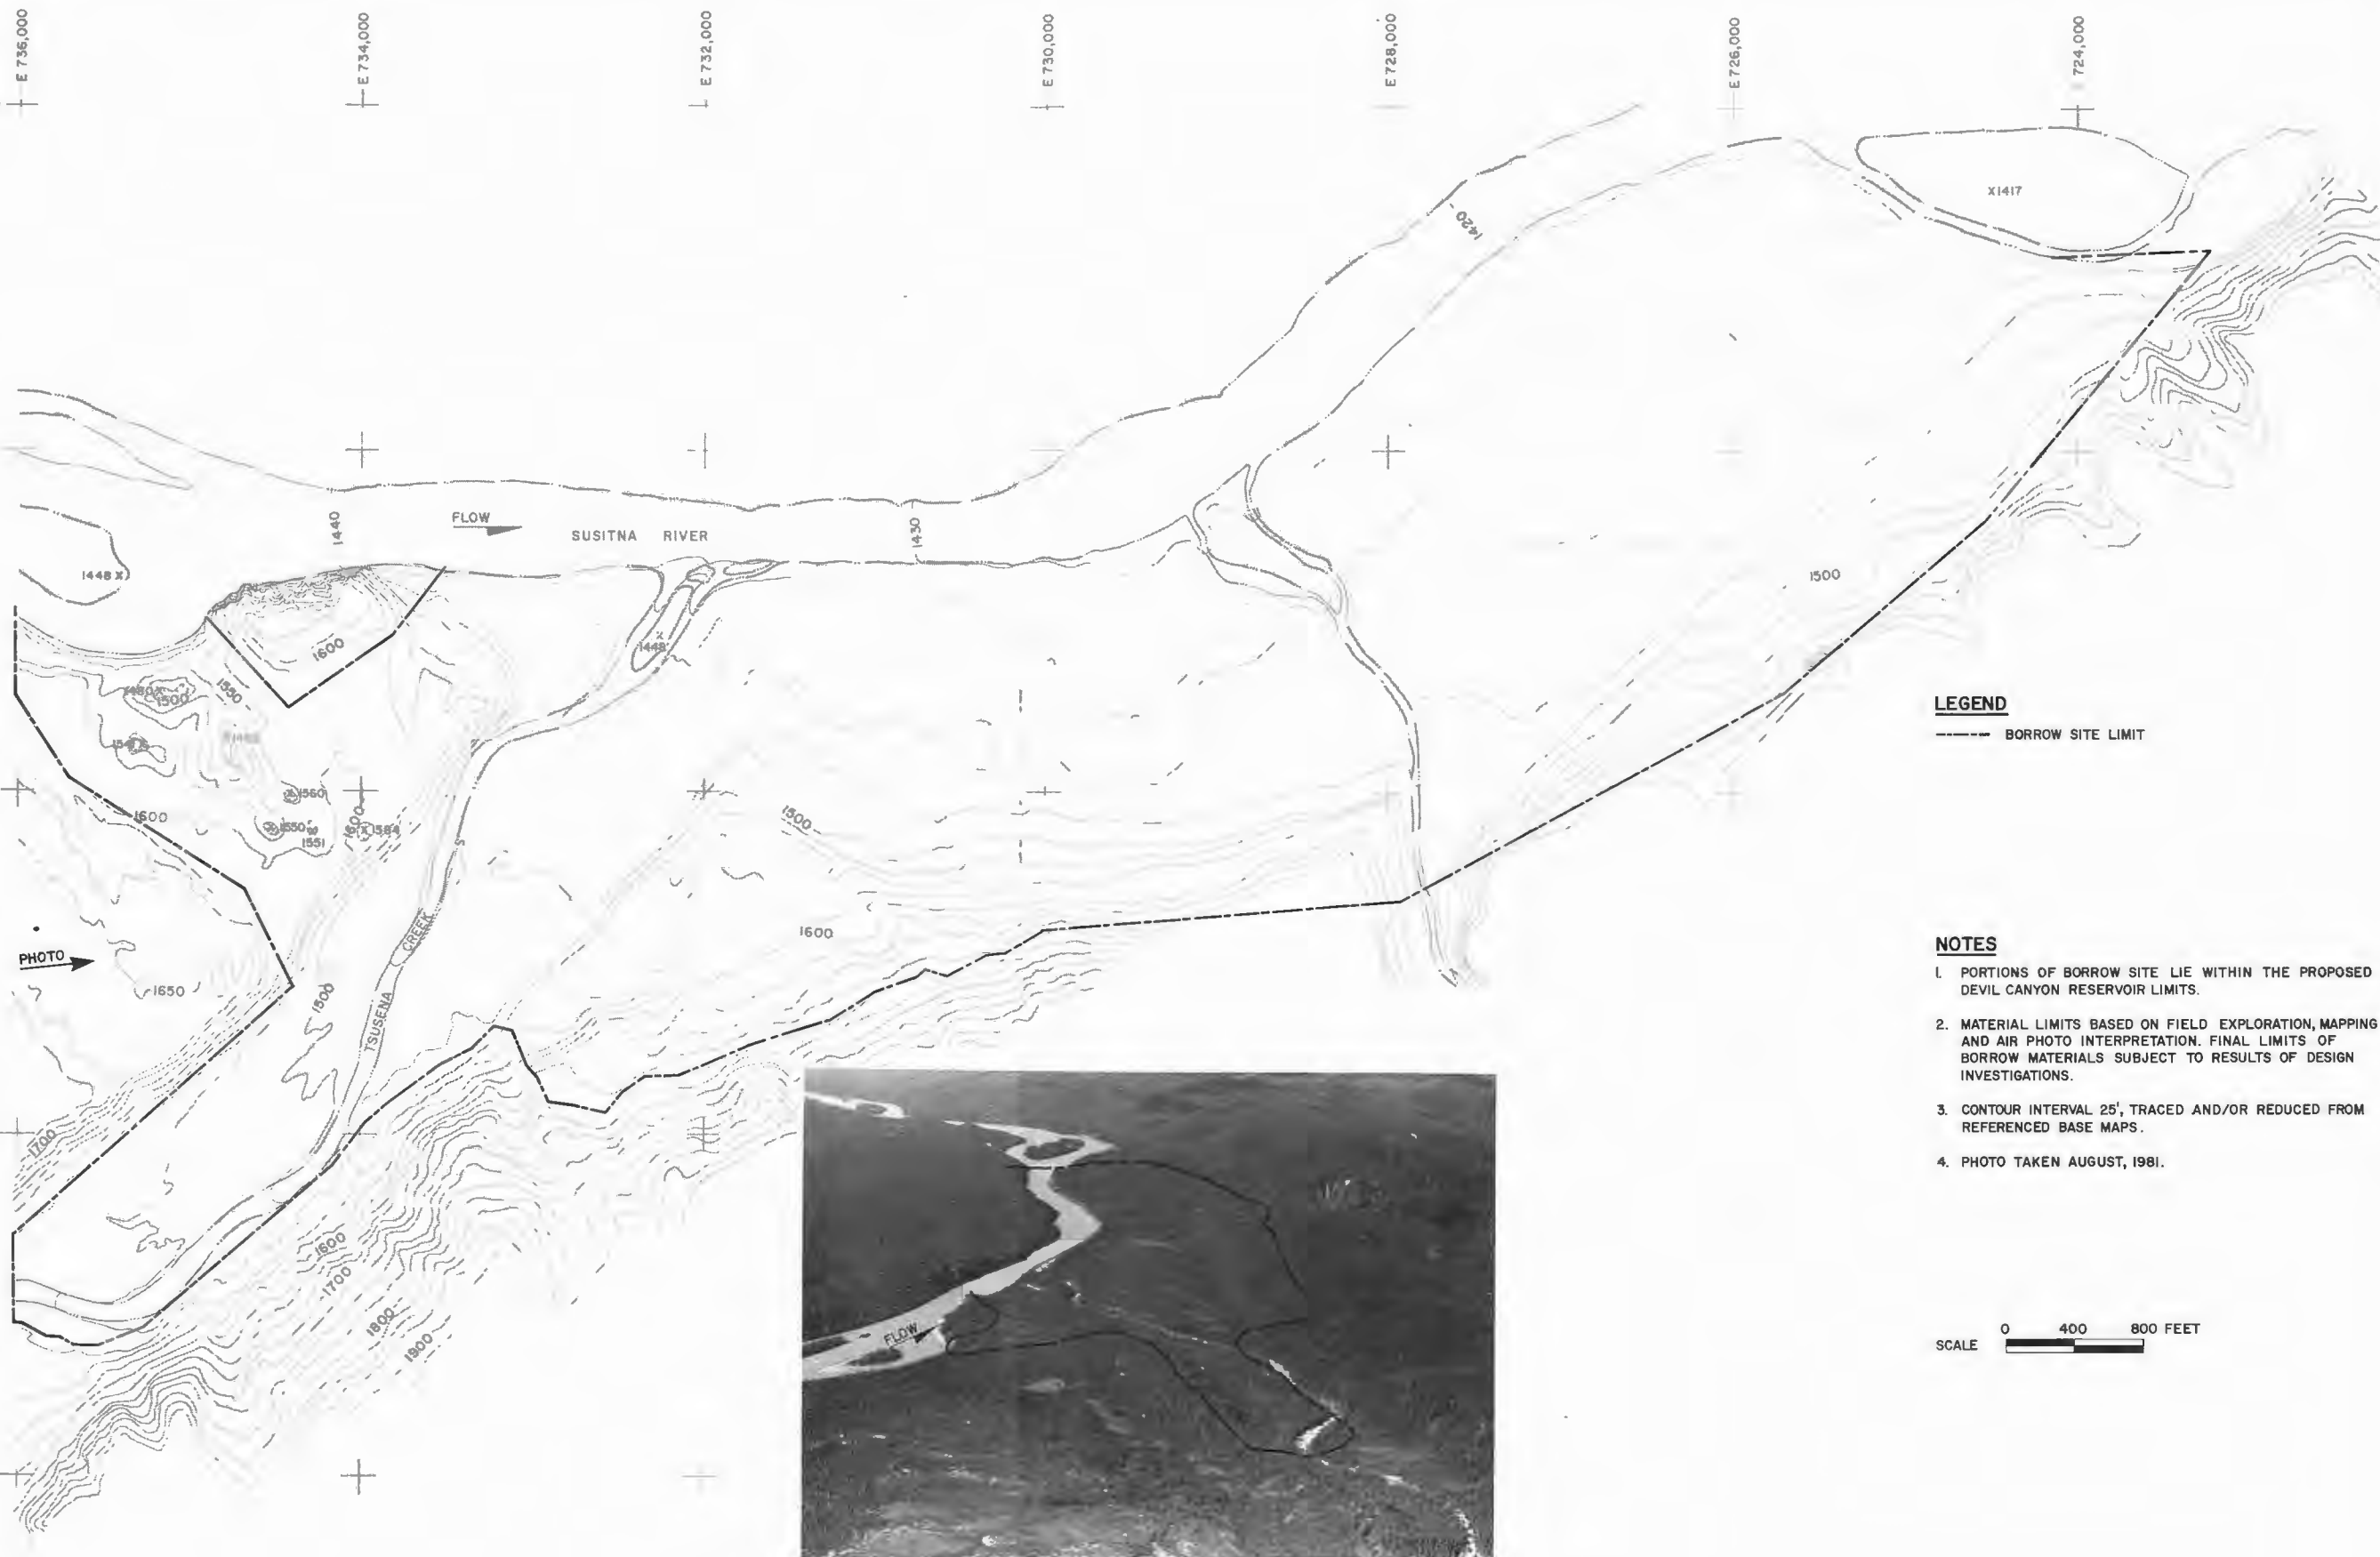 E 736,000
E 734,000
E 732,000
E 730,000
E 728,000
E 726,000
724,000
X1417
1420
1440
FLOW
SUSITNA RIVER
1430
1448 X
1500
1600
1448
X
1550
1480X
1500
X1560
1600
1550
1551
1500
X 1584
1500
CREEK
1600
PHOTO
1650
1500
TSUSENA
1700
1600
1700
1800
1900
FLOW
LEGEND
BORROW SITE LIMIT
NOTES
1. PORTIONS OF BORROW SITE LIE WITHIN THE PROPOSED
DEVIL CANYON RESERVOIR LIMITS.
2. MATERIAL LIMITS BASED ON FIELD EXPLORATION, MAPPING
AND AIR PHOTO INTERPRETATION. FINAL LIMITS OF
BORROW MATERIALS SUBJECT TO RESULTS OF DESIGN
INVESTIGATIONS.
3. CONTOUR INTERVAL 25', TRACED AND/OR REDUCED FROM
REFERENCED BASE MAPS.
4. PHOTO TAKEN AUGUST, 1981.
0 400 800 FEET
SCALE